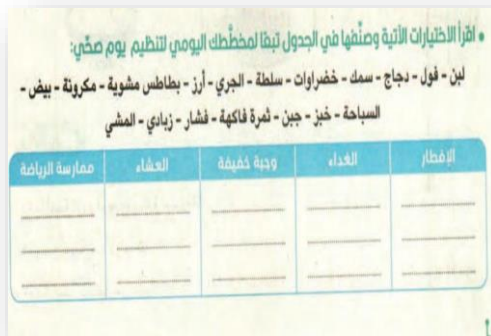 • اقرأ الاختيارات الآتية وصنِّفها في الجدول تبعًا لمخطَّطك اليومي لتنظيم يوم صحّي:
لبن - فول - دجاج - سمك - خضراوات - سلطة - الجري - أرز - بطاطس مشوية - مكرونة - بيض -
السباحة - خبز - جبن - ثمرة فاكهة - فشار - زبادي - المشي
الإفطار الغداء وجبة خفيفة العشاء ممارسة الرياضة